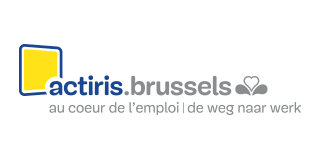 actiris.brussels
au coeur de l'emploi | de weg naar werk